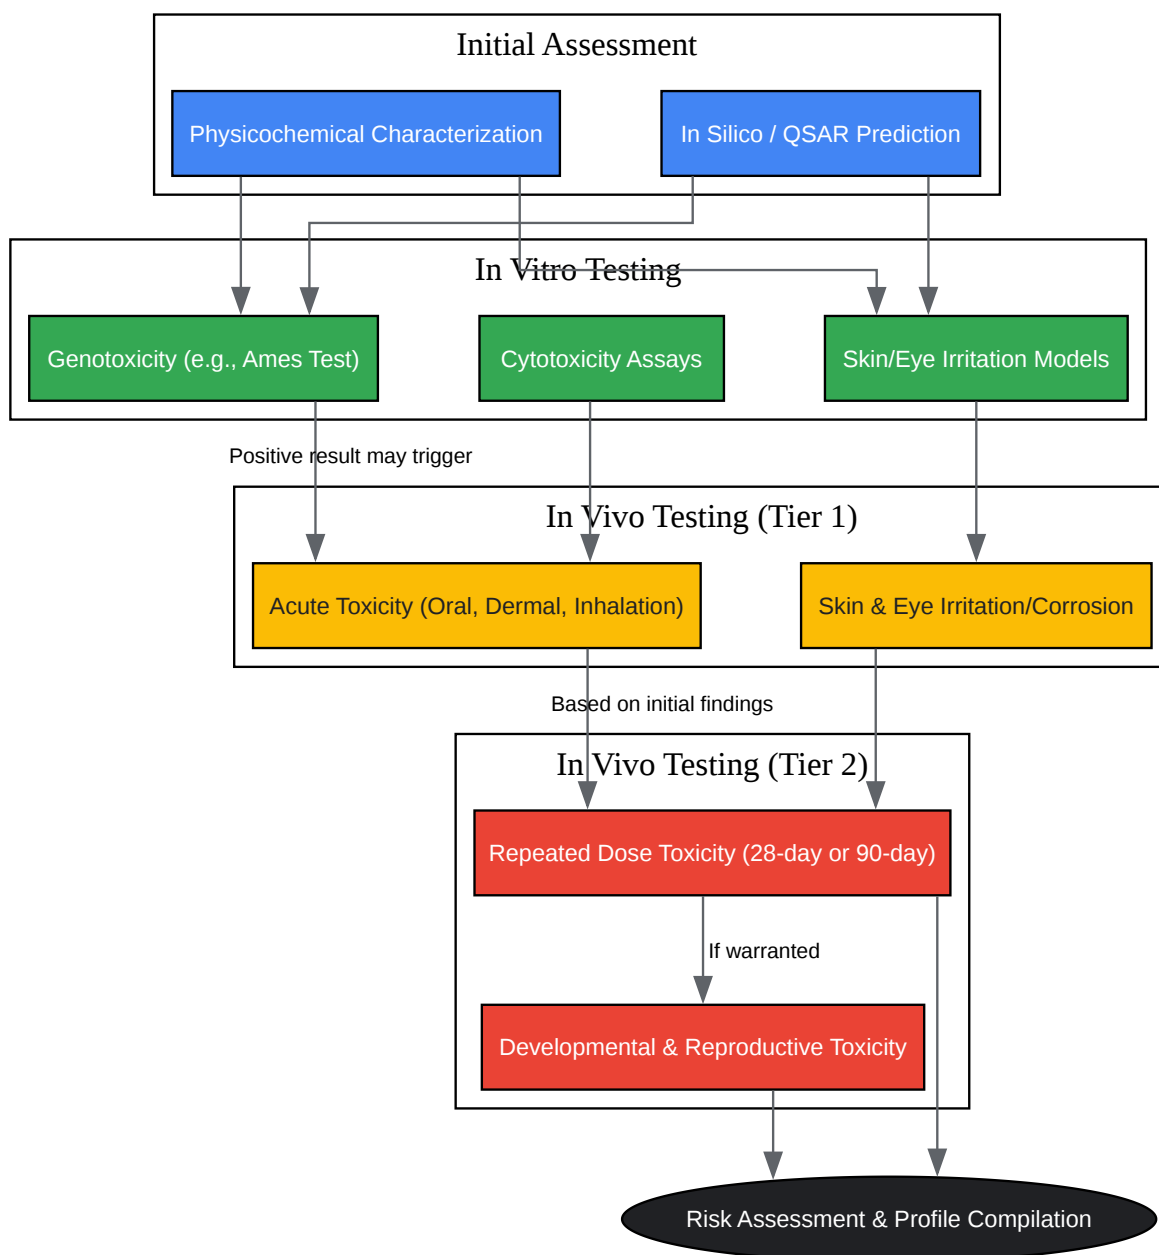 Initial Assessment
Physicochemical Characterization
In Silico / QSAR Prediction
In Vitro Testing
Genotoxicity (e.g., Ames Test)
Cytotoxicity Assays
Skin/Eye Irritation Models
Positive result may trigger
In Vivo Testing (Tier 1)
Acute Toxicity (Oral, Dermal, Inhalation)
Skin & Eye Irritation/Corrosion
Based on initial findings
In Vivo Testing (Tier 2)
Repeated Dose Toxicity (28-day or 90-day)
If warranted
Developmental & Reproductive Toxicity
Risk Assessment & Profile Compilation